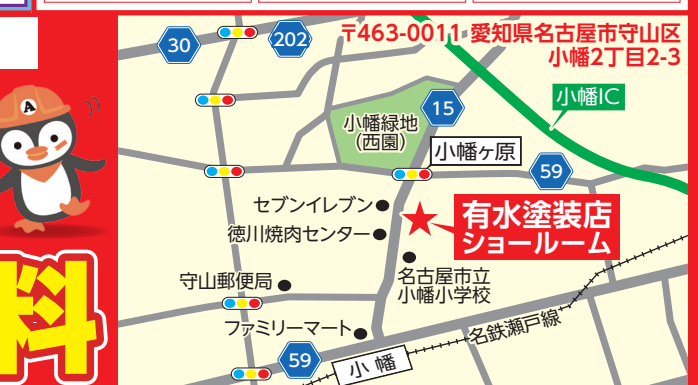 〒463-0011 愛知県名古屋市守山区
小幡2丁目2-3
30
202
小幡IC
15
小幡緑地
(西園)
小幡ヶ原
59
A
セブンイレブン
徳川焼肉センター
有水塗装店
ショールーム
守山郵便局
名古屋市立
小幡小学校
料
ファミリーマート
名鉄瀬戸線
59
小幡